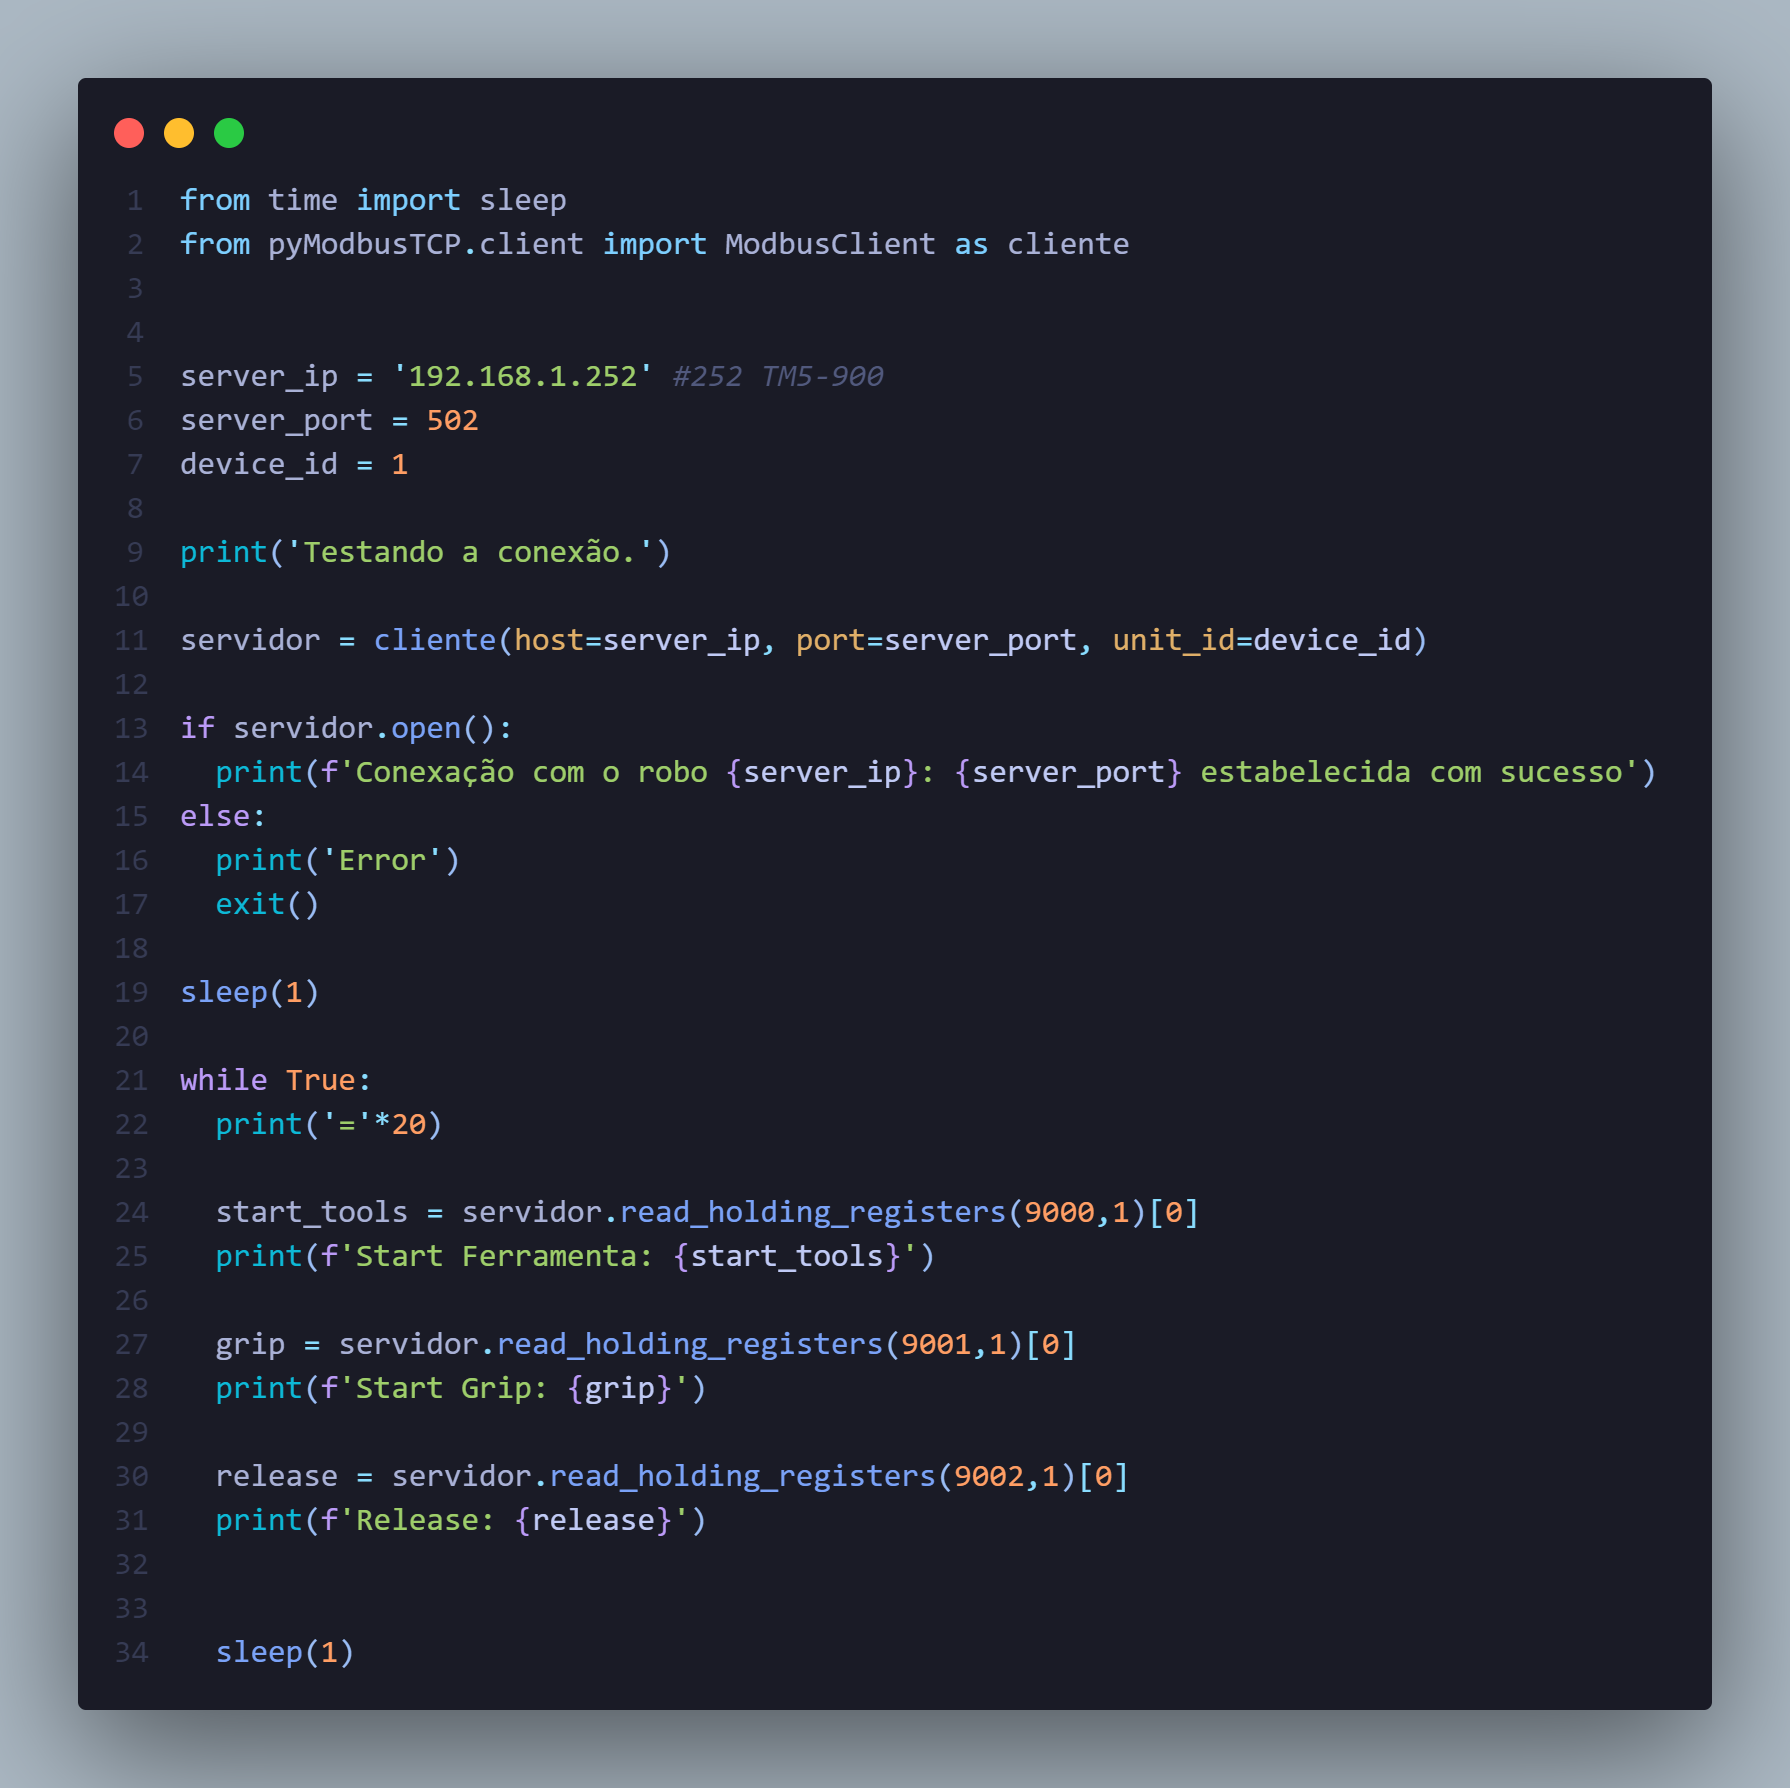 1 from time import sleep
2 from pyModbusTCP.client import ModbusClient as cliente
3
4
5 server_ip = '192.168.1.252' #252 TM5-900
6 server_port = 502
7 device_id = 1
8
9 print('Testando a conexão.')
10
11 servidor = cliente(host=server_ip, port=server_port, unit_id=device_id)
12
13 if servidor.open():
14   print(f'Conexação com o robo {server_ip}: {server_port} estabelecida com sucesso')
15 else:
16   print('Error')
17   exit()
18
19 sleep(1)
20
21 while True:
22   print('='*20)
23
24   start_tools = servidor.read_holding_registers(9000,1)[0]
25   print(f'Start Ferramenta: {start_tools}')
26
27   grip = servidor.read_holding_registers(9001,1)[0]
28   print(f'Start Grip: {grip}')
29
30   release = servidor.read_holding_registers(9002,1)[0]
31   print(f'Release: {release}')
32
33
34   sleep(1)